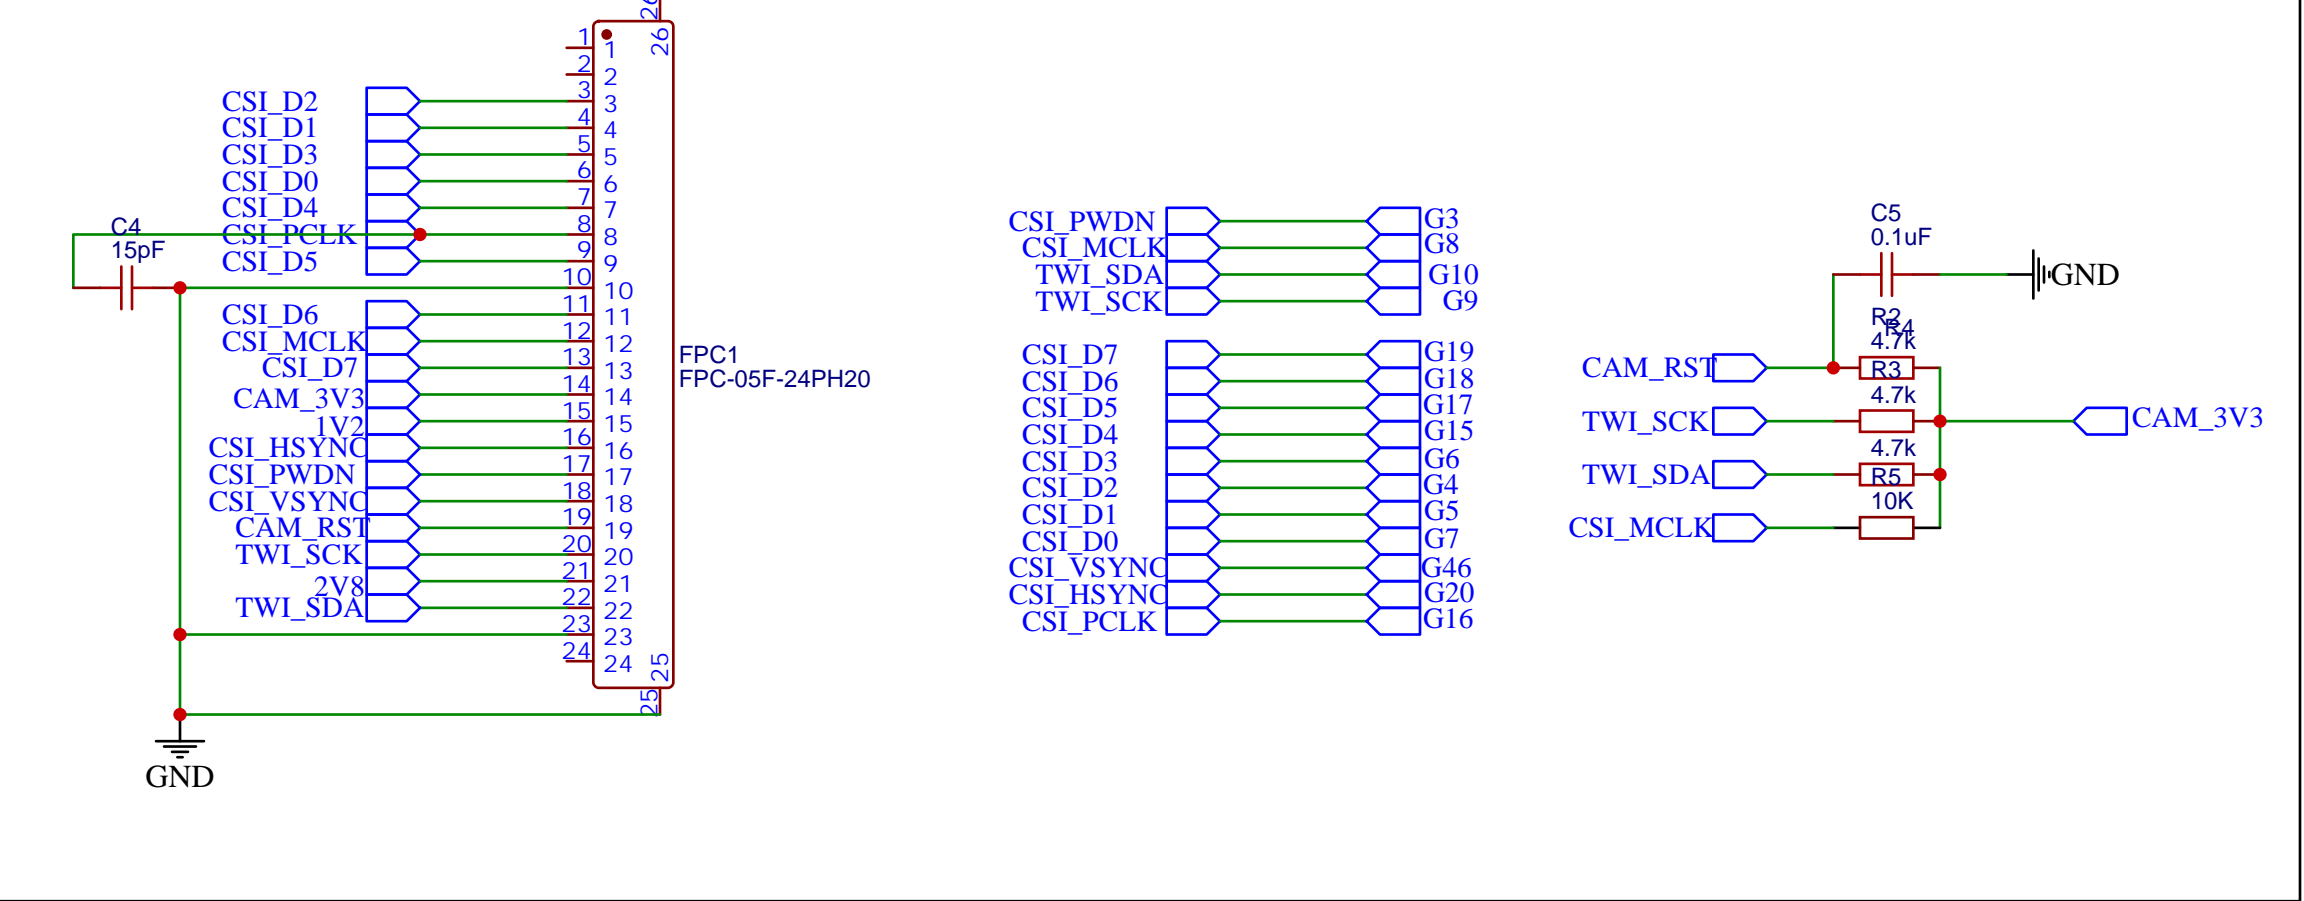 26
26
1 1
2 2
CSI_D2 3 3
CSI_D1 4 4
CSI_D3 5 5
CSI_D0 6 6
CSI_D4 7 7
C4
15pF
CSI_PCLK 8 8
CSI_D5 9 9
10 10
CSI_D6 11 11
CSI_MCLK 12 12
CSI_D7 13 13
CAM_3V3 14 14
1V2 15 15
CSI_HSYNC 16 16
CSI_PWDN 17 17
CSI_VSYNC 18 18
CAM_RST 19 19
TWI_SCK 20 20
2V8 21 21
TWI_SDA 22 22
23 23
24 24
25
25
GND
FPC1
FPC-05F-24PH20
CSI_PWDN G3
CSI_MCLK G8
TWI_SDA G10
TWI_SCK G9
CSI_D7 G19
CSI_D6 G18
CSI_D5 G17
CSI_D4 G15
CSI_D3 G6
CSI_D2 G4
CSI_D1 G5
CSI_D0 G7
CSI_VSYNC G46
CSI_HSYNC G20
CSI_PCLK G16
C5
0.1uF
GND
R2
R4
4.7k
CAM_RST R3
4.7k
TWI_SCK CAM_3V3
4.7k
TWI_SDA R5
10K
CSI_MCLK